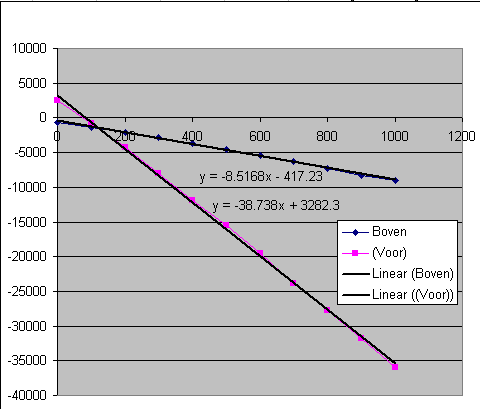 10000
5000
0
0 200 400 600 800 1000 1200
-5000
y = -8.5168x - 417.23
-10000
y = -38.738x + 3282.3
-15000
Boven
-20000
(Voor)
Linear (Boven)
-25000
Linear ((Voor))
-30000
-35000
-40000